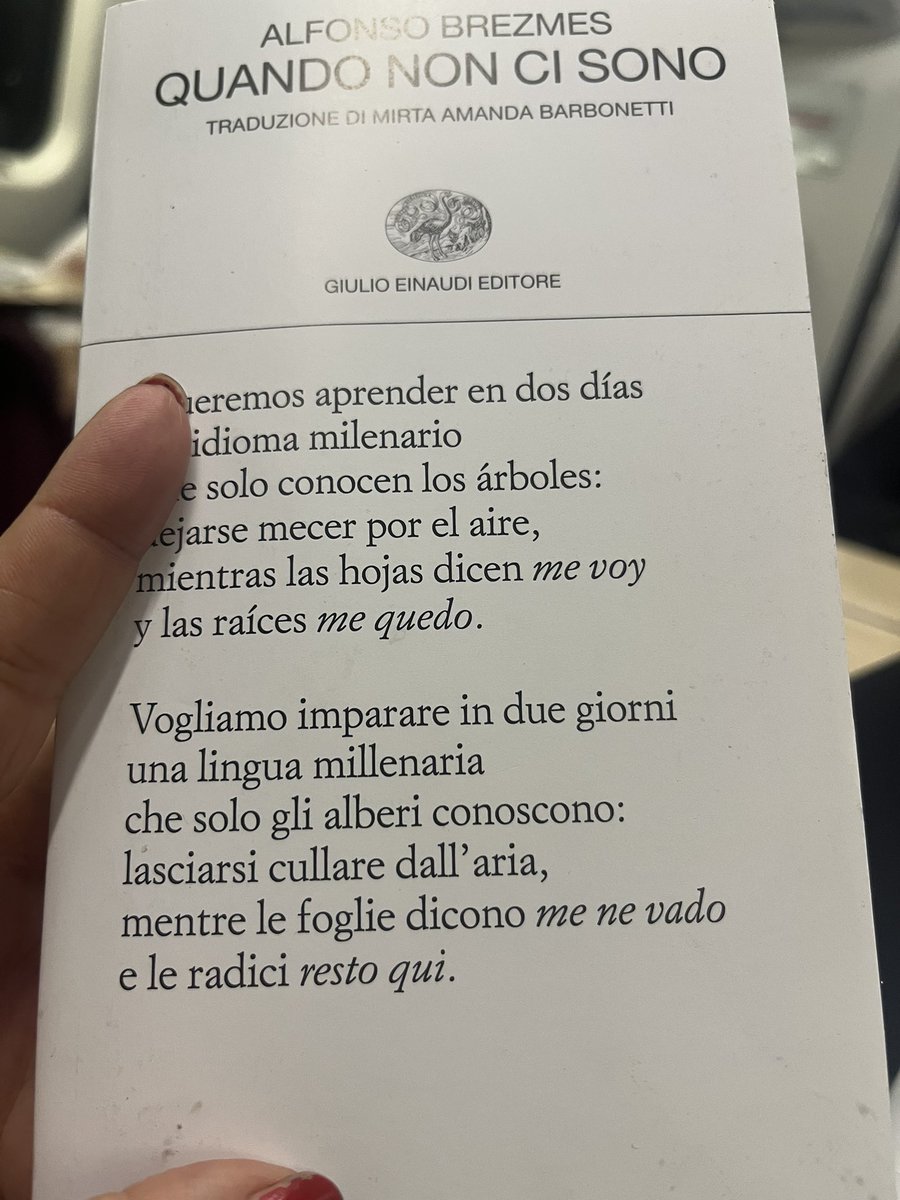 ALFONSO BREZMES
QUANDO NON CI SONO
TRADUZIONE DI MIRTA AMANDA BARBONETTI
GIULIO EINAUDI EDITORE
aprender en dos días
idioma milenario
solo conocen los árboles:
mecer por el aire,
mientras las hojas dicen me voy
y las raíces me quedo.
Vogliamo imparare in due giorni
una lingua millenaria
che solo gli alberi conoscono:
lasciarsi cullare dall'aria,
mentre le foglie dicono me ne vado
e le radici resto qui.